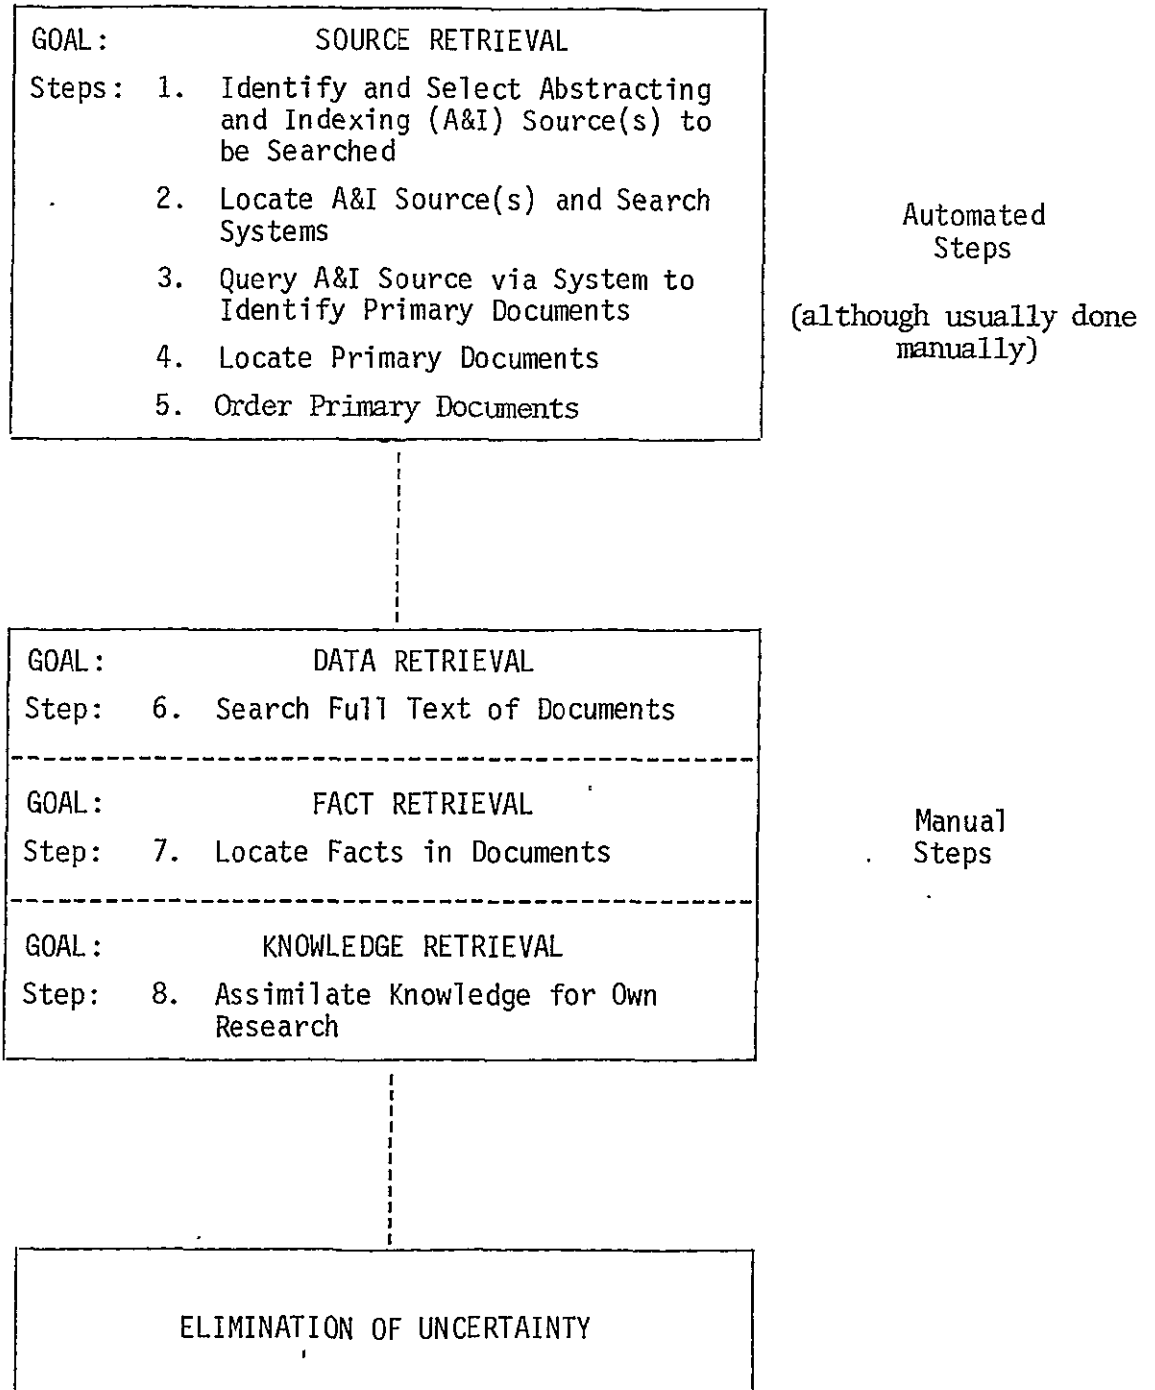 GOAL: SOURCE RETRIEVAL
Steps: 1. Identify and Select Abstracting
and Indexing (A&I) Source(s) to
be Searched
2. Locate A&I Source(s) and Search
Systems
3. Query A&I Source via System to
Identify Primary Documents
4. Locate Primary Documents
5. Order Primary Documents
Automated
Steps
(although usually done
manually)
GOAL: DATA RETRIEVAL
Step: 6. Search Full Text of Documents
GOAL: FACT RETRIEVAL
Step: 7. Locate Facts in Documents
GOAL: KNOWLEDGE RETRIEVAL
Step: 8. Assimilate Knowledge for Own
Research
Manual
Steps
ELIMINATION OF UNCERTAINTY